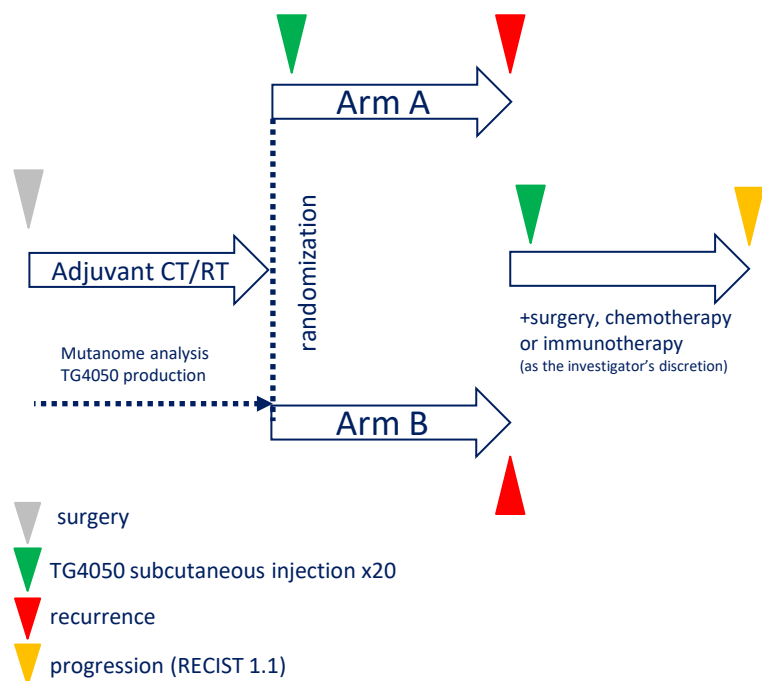 Arm A
randomization
Adjuvant CT/RT
Mutanome analysis
TG4050 production
+surgery, chemotherapy
or immunotherapy
(as the investigator's discretion)
Arm B
surgery
TG4050 subcutaneous injection x20
recurrence
progression (RECIST 1.1)